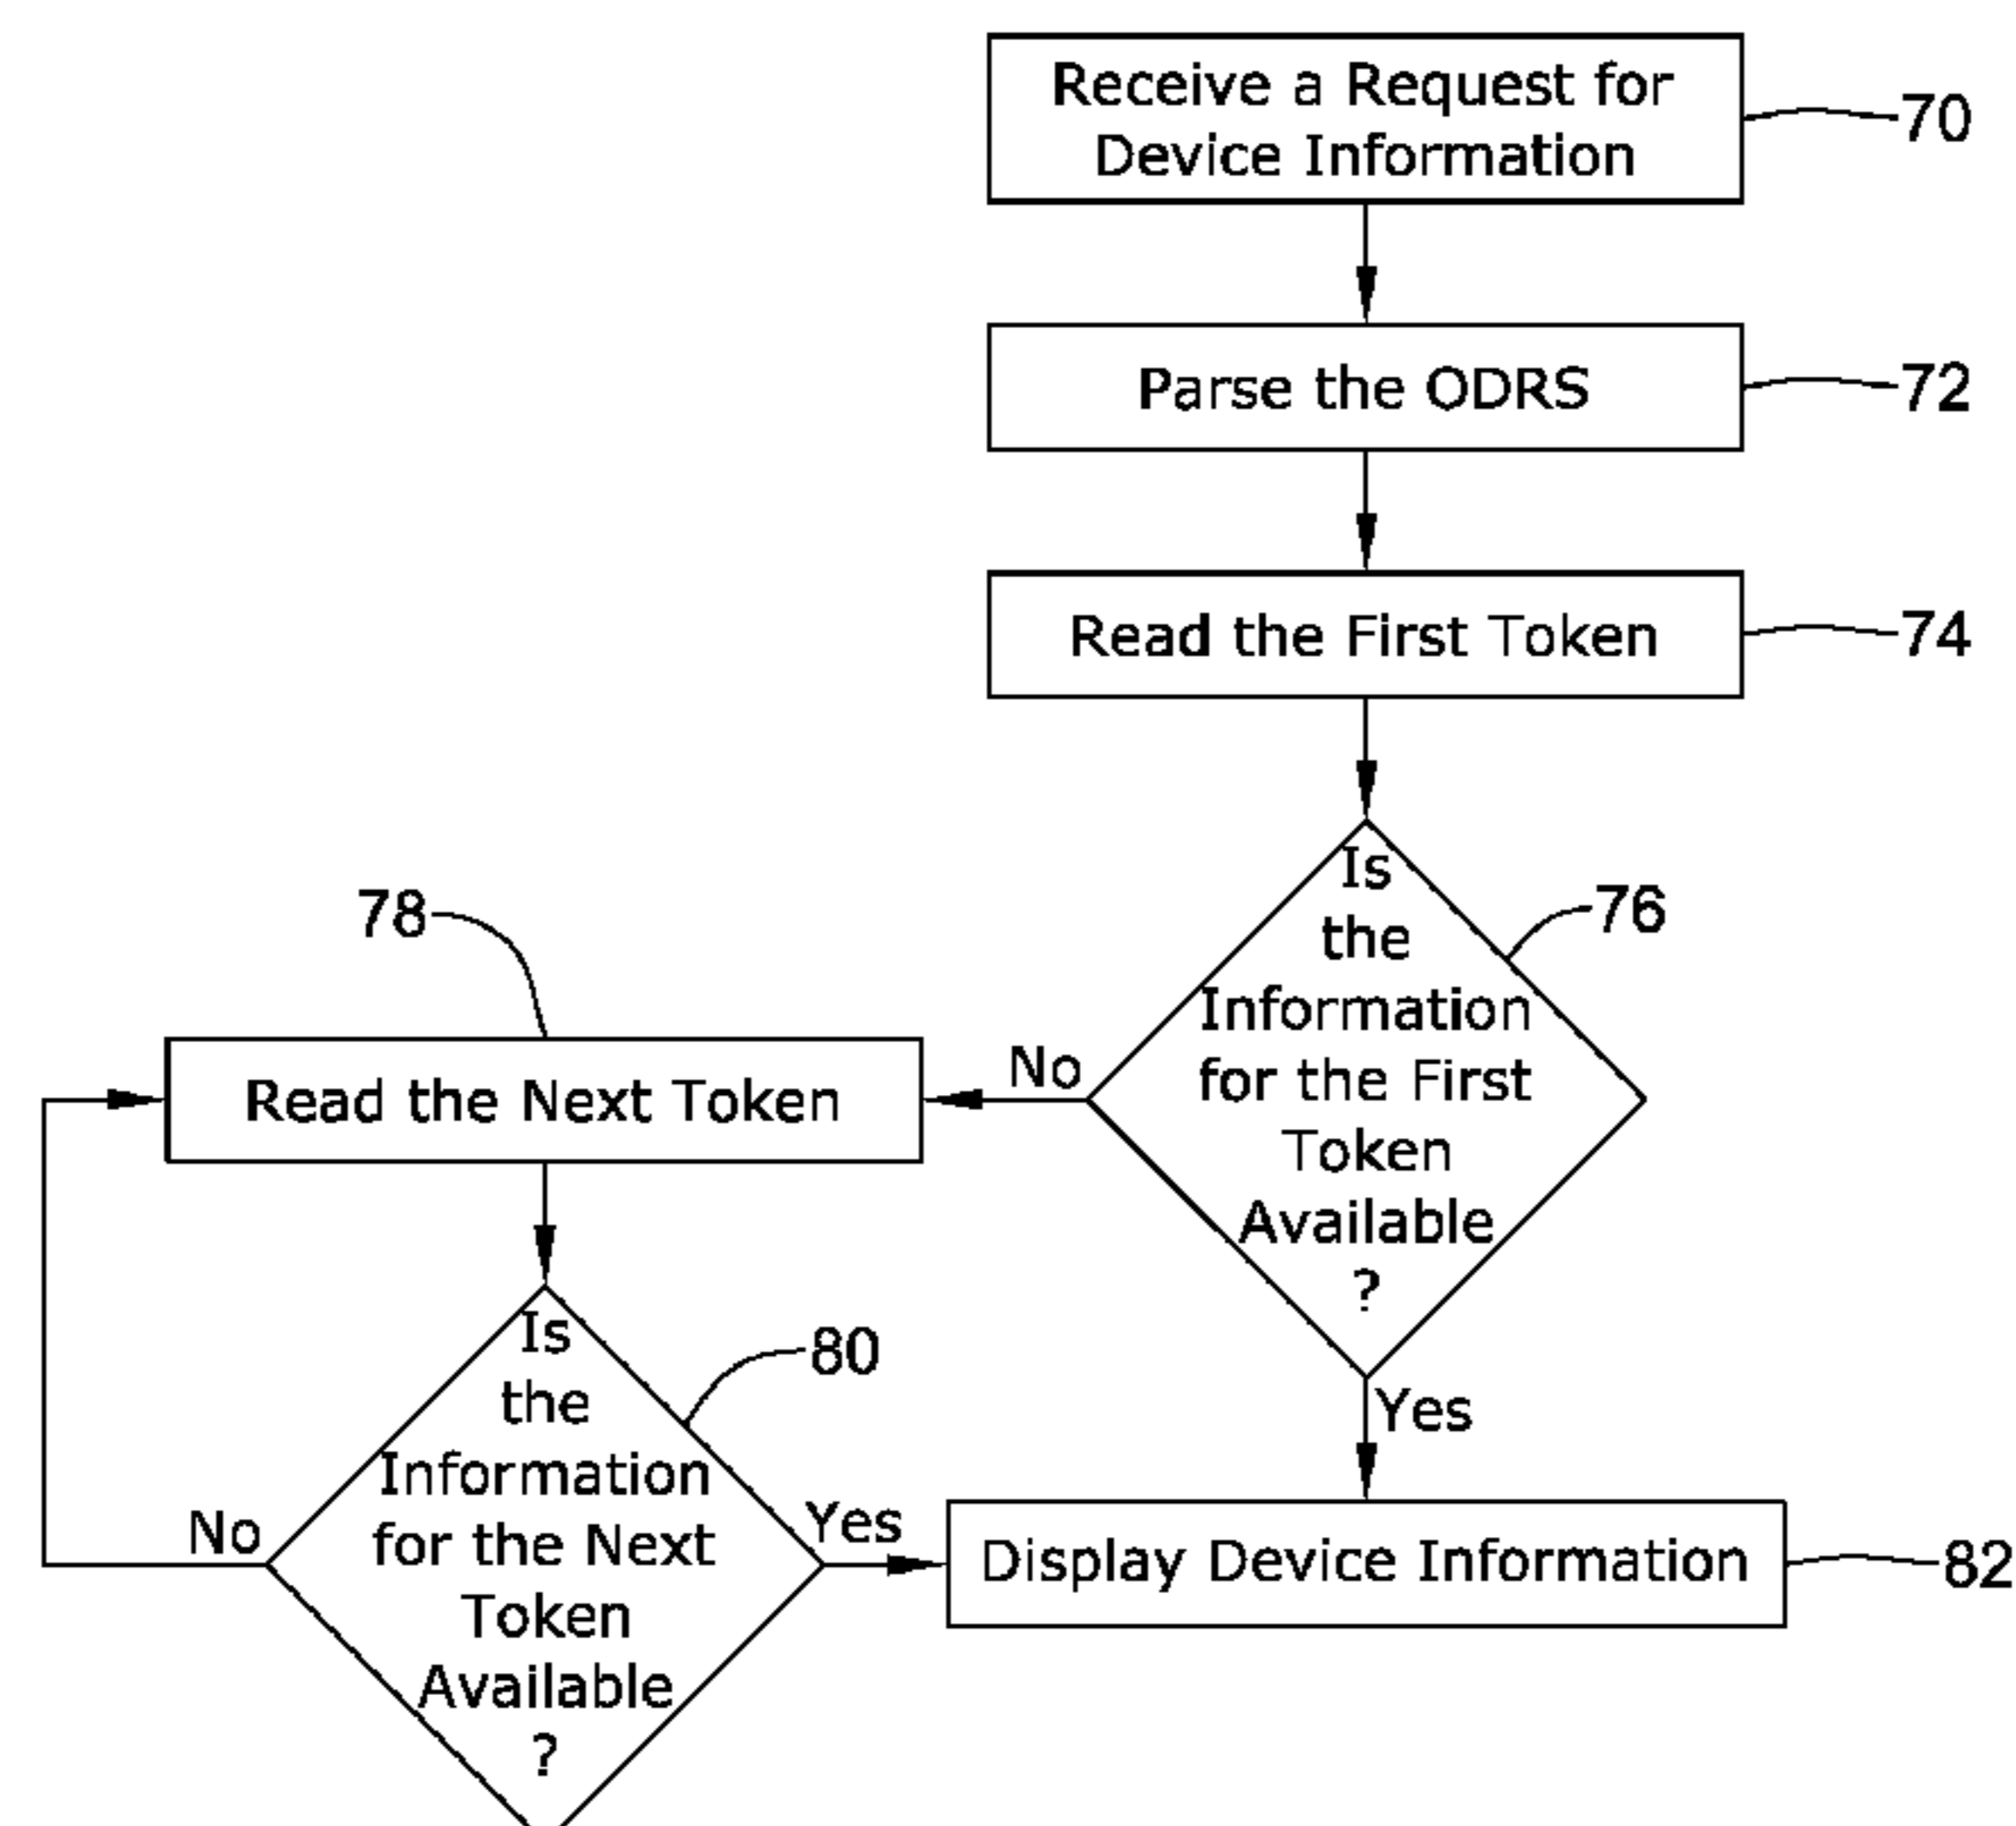 Receive a Request for
Device Information
70
Parse the ODRS
72
Read the First Token
74
Is
the
Information
for the First
Token
Available
?
76
No
Yes
78
Read the Next Token
Is
the
Information
for the Next
Token
Available
?
80
No
Yes
Display Device Information
82